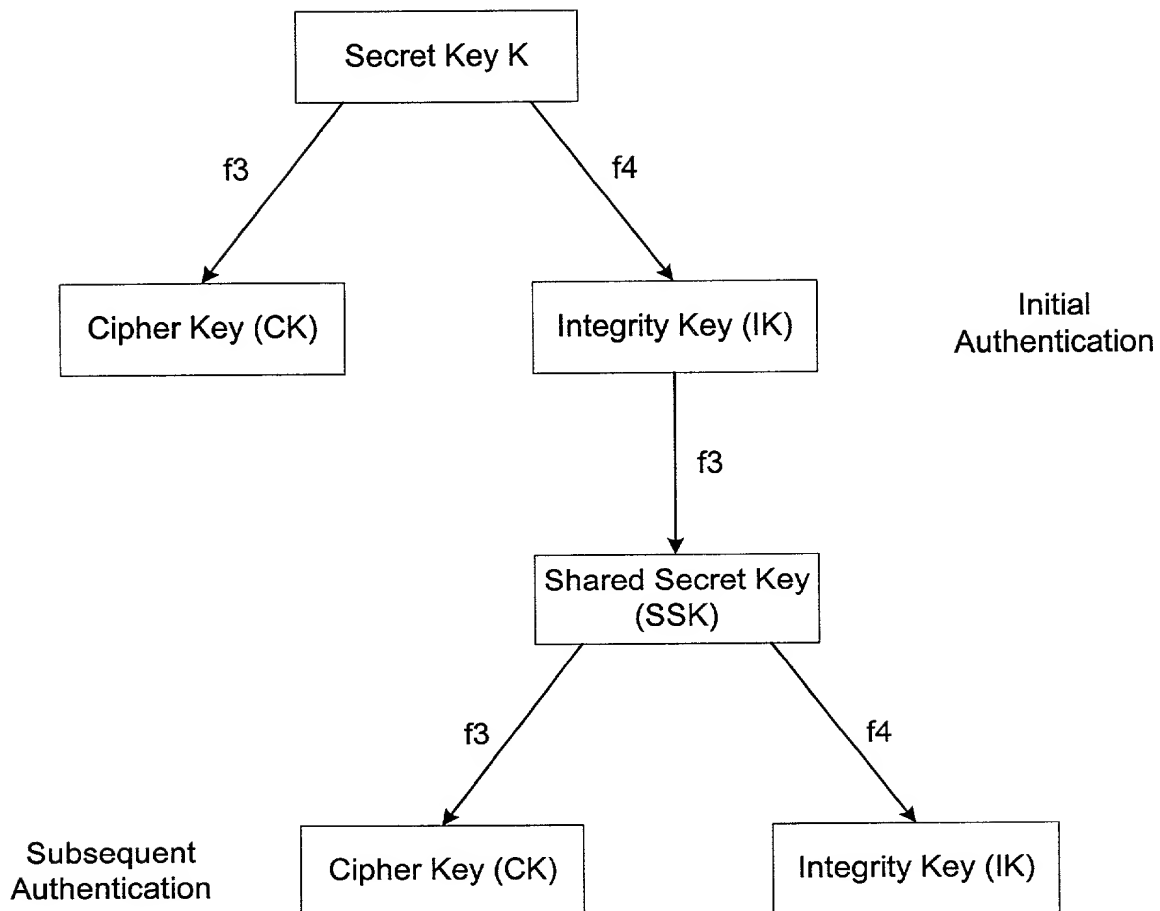 Secret Key K
f3
f4
Cipher Key (CK)
Integrity Key (IK)
Initial
Authentication
f3
Shared Secret Key
(SSK)
f3
f4
Subsequent
Authentication
Cipher Key (CK)
Integrity Key (IK)